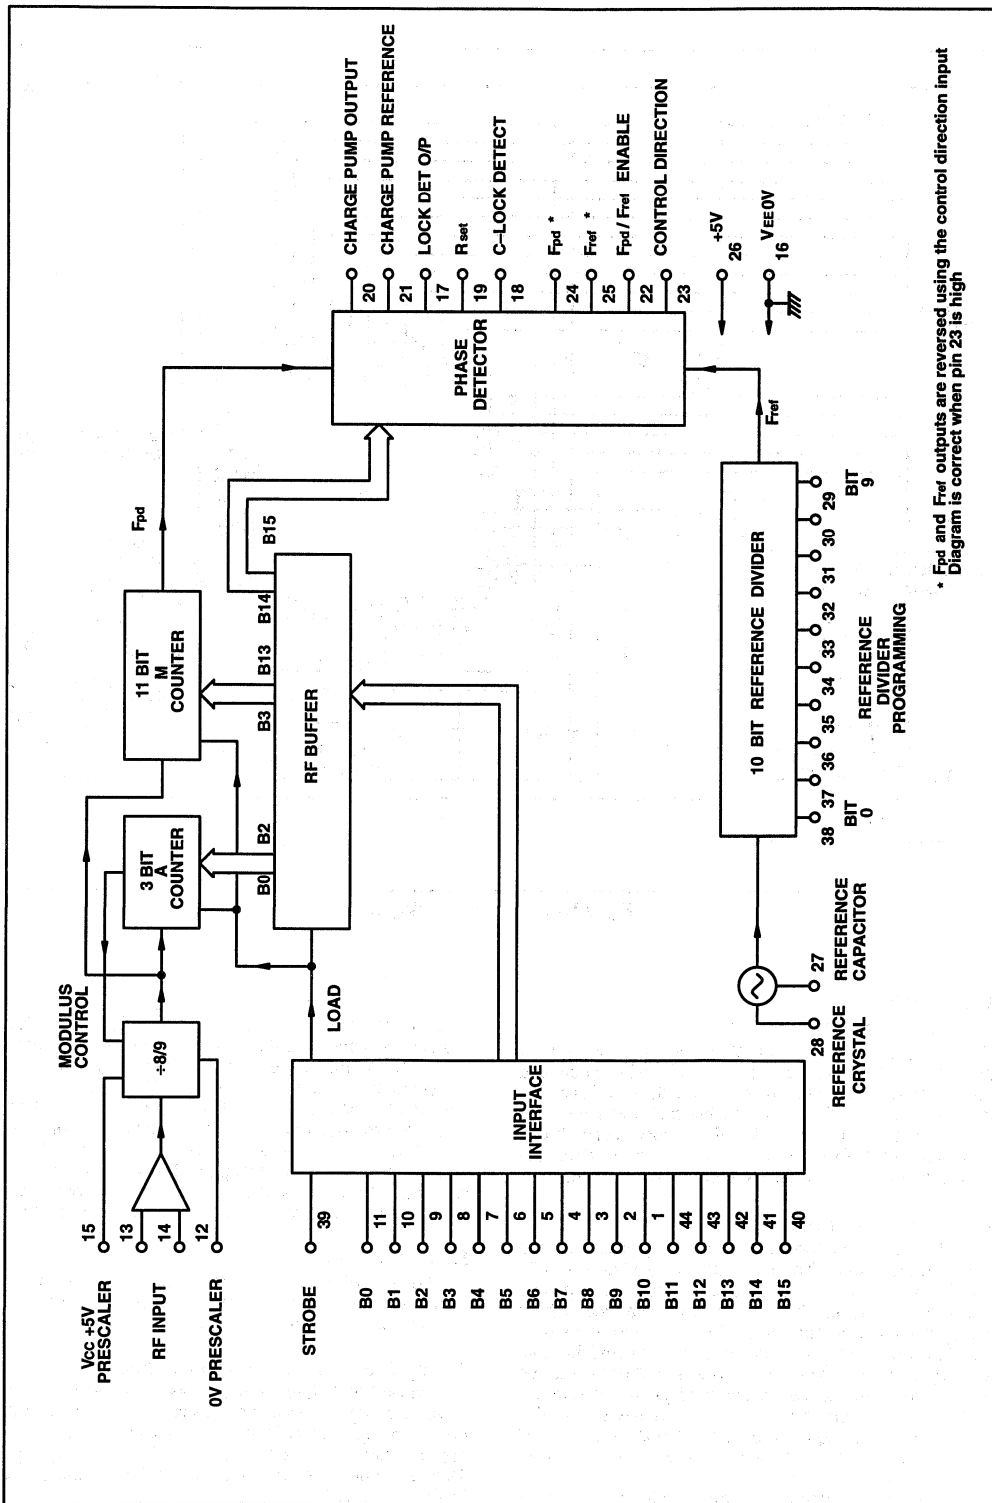 Vcc +5V
PRESCALER
15
RF INPUT
13
14
0V PRESCALER
12
÷8/9
MODULUS
CONTROL
3 BIT
A
COUNTER
11 BIT
M
COUNTER
Fpd
STROBE
39
LOAD
B0
B2
B3
B13
B14
B15
RF BUFFER
B0
11
B1
10
B2
9
B3
8
B4
7
B5
6
B6
5
B7
4
B8
3
B9
2
B10
1
B11
44
B12
43
B13
42
B14
41
B15
40
INPUT
INTERFACE
PHASE
DETECTOR
20
CHARGE PUMP OUTPUT
21
CHARGE PUMP REFERENCE
17
LOCK DET O/P
19
Rset
18
C–LOCK DETECT
24
Fpd *
25
Fref *
22
Fpd / Fref ENABLE
23
CONTROL DIRECTION
+5V
26
VEE 0V
16
Fref
10 BIT REFERENCE DIVIDER
38
37
36
35
34
33
32
31
30
29
BIT
0
REFERENCE
DIVIDER
PROGRAMMING
BIT
9
28
REFERENCE
CRYSTAL
27
REFERENCE
CAPACITOR
* Fpd and Fref outputs are reversed using the control direction input
Diagram is correct when pin 23 is high